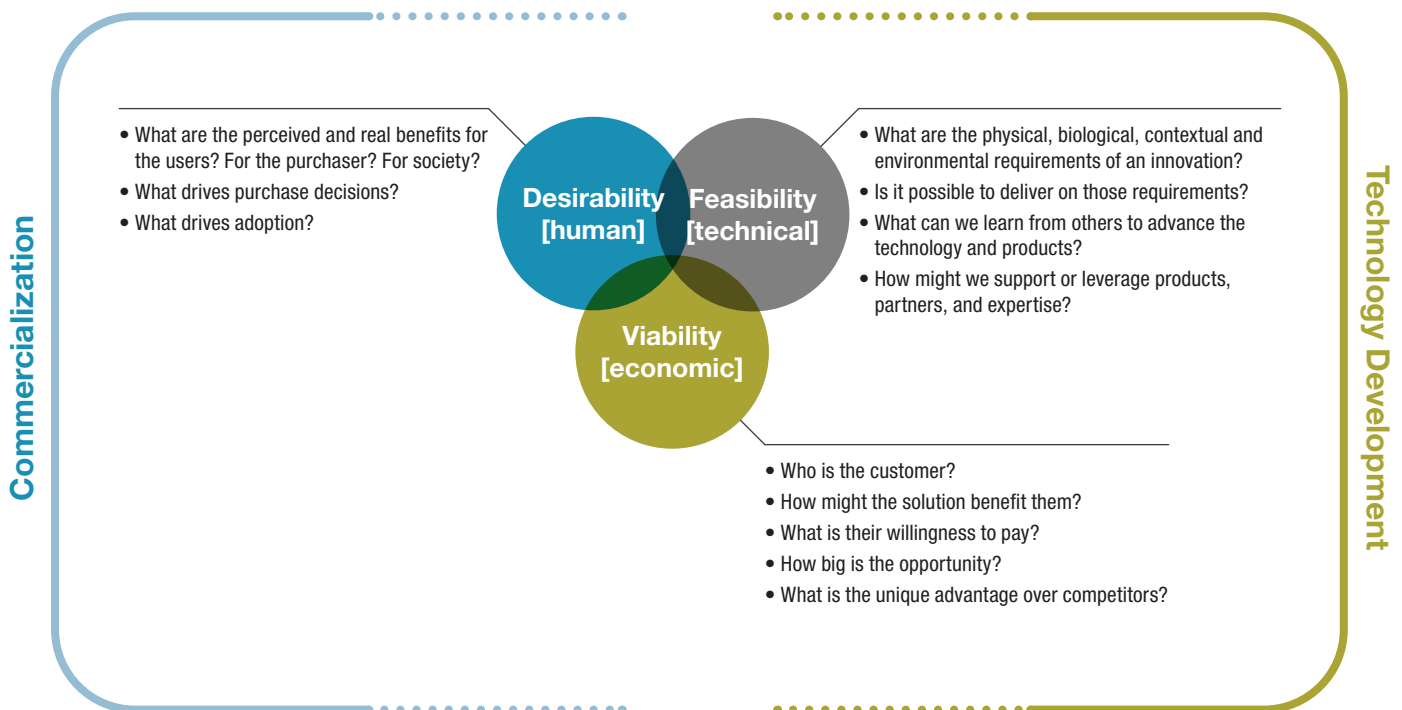 Commercialization
• What are the perceived and real benefits for
the users? For the purchaser? For society?
• What drives purchase decisions?
• What drives adoption?
Desirability
[human]
Feasibility
[technical]
Viability
[economic]
• What are the physical, biological, contextual and
environmental requirements of an innovation?
• Is it possible to deliver on those requirements?
• What can we learn from others to advance the
technology and products?
• How might we support or leverage products,
partners, and expertise?
• Who is the customer?
• How might the solution benefit them?
• What is their willingness to pay?
• How big is the opportunity?
• What is the unique advantage over competitors?
Technology Development